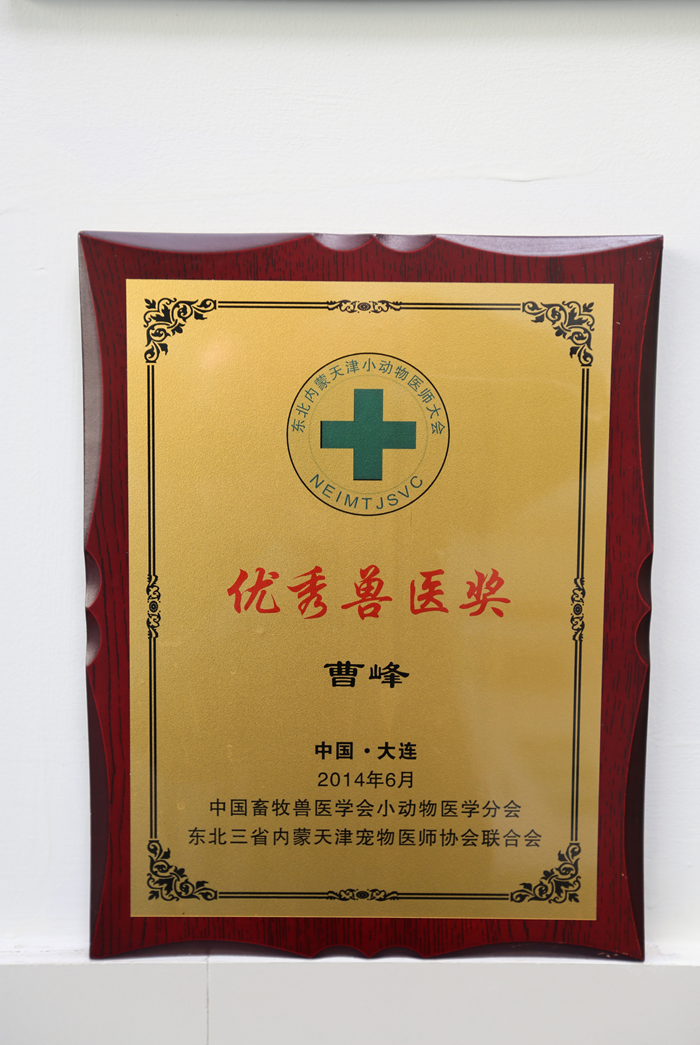 东北内蒙天津小动物医师大会
NEIMTJSVC
优秀兽医奖
曹峰
中国·大连
2014年6月
中国畜牧兽医学会小动物医学分会
东北三省内蒙天津宠物医师协会联合会